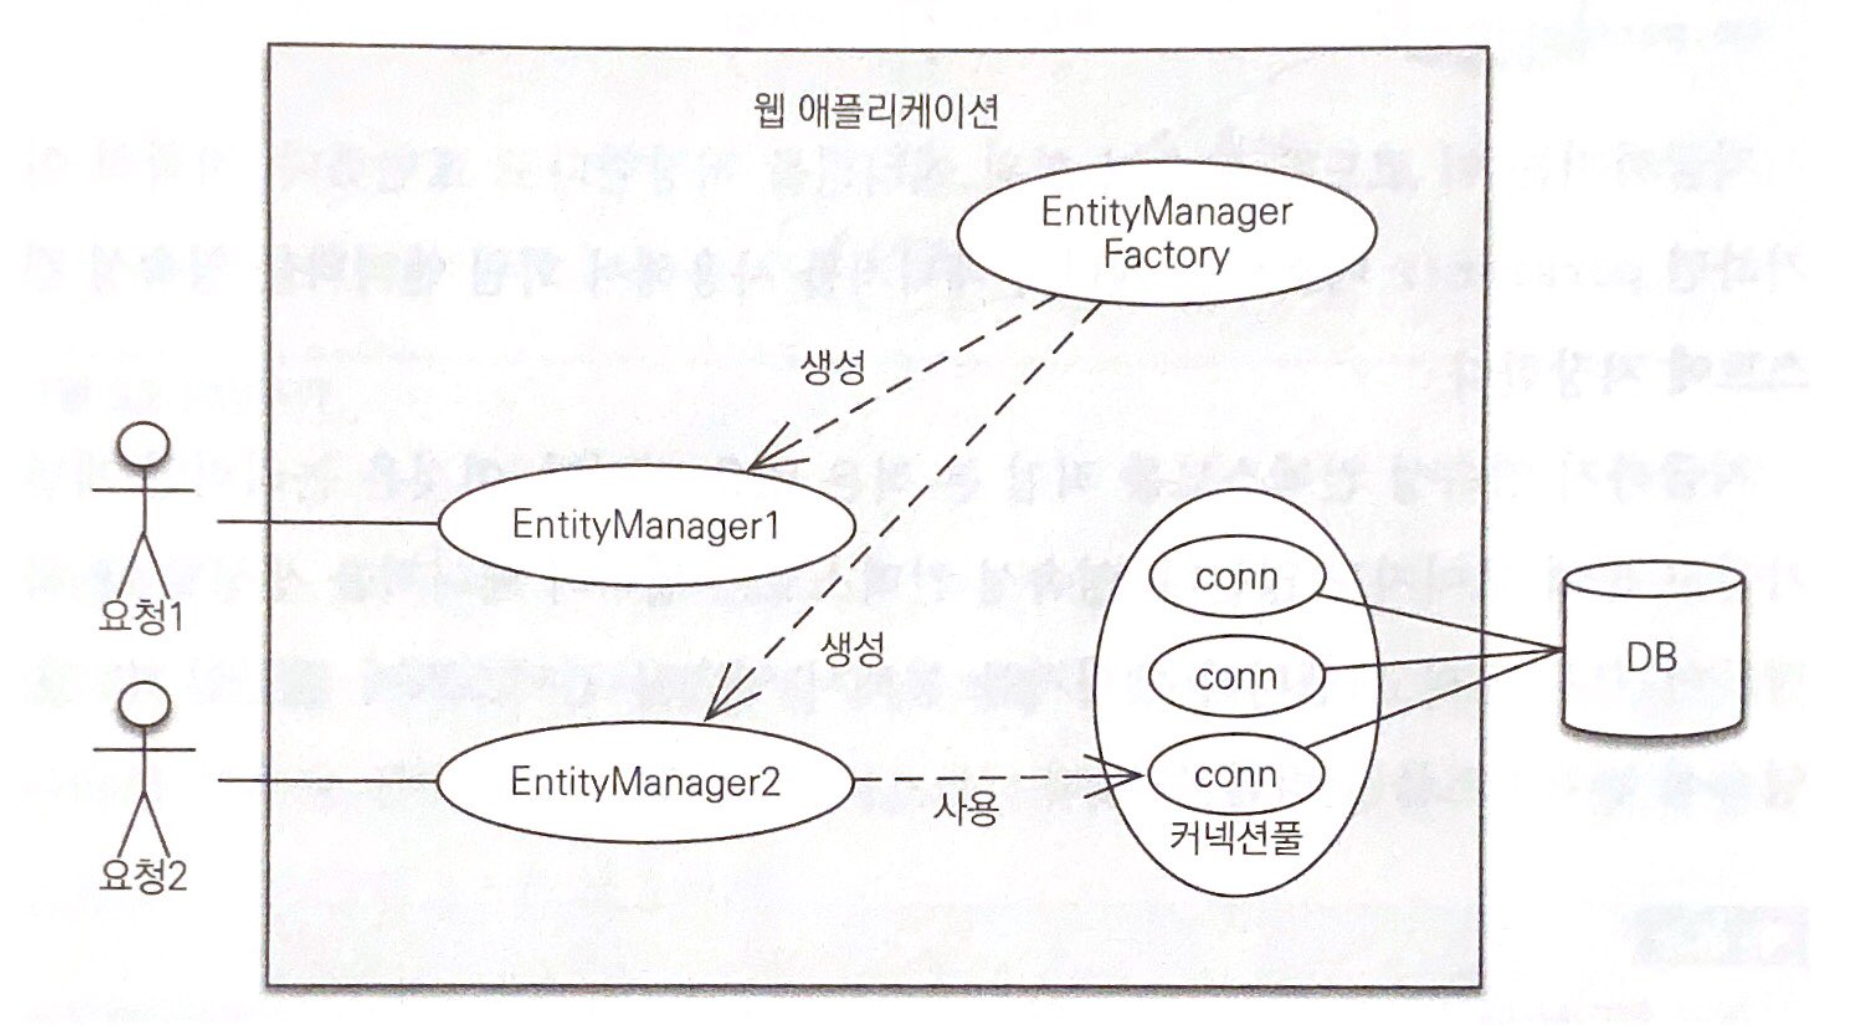 웹 애플리케이션
EntityManager
Factory
생성
요청1
EntityManager1
conn
conn
conn
커넥션풀
DB
생성
요청2
EntityManager2
사용